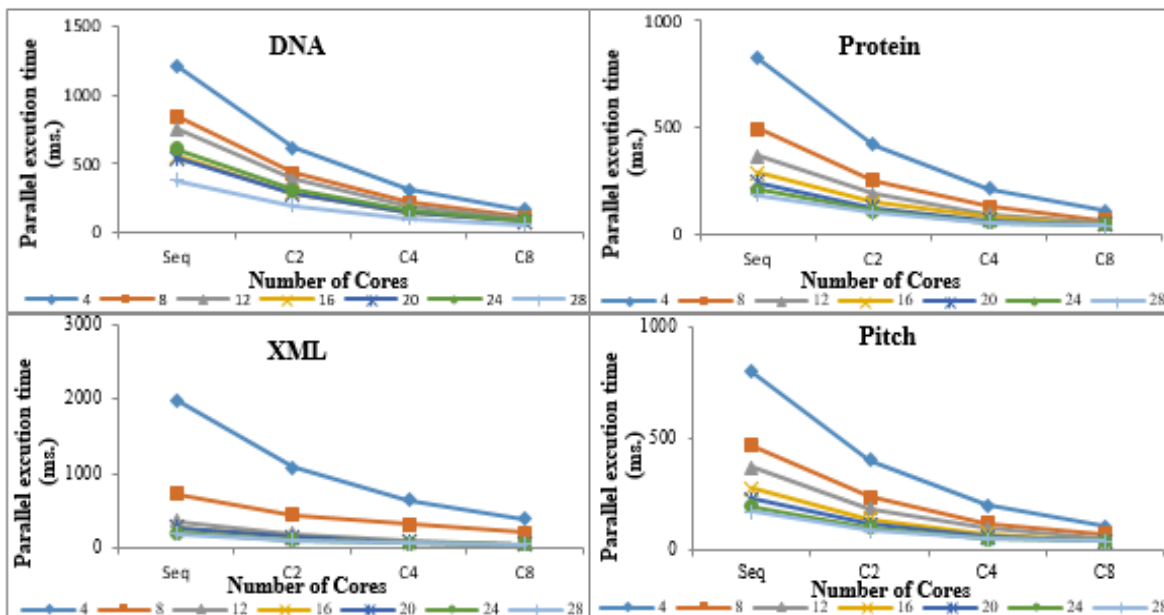 DNA
Parallel excution time
(ms.)
1500
1000
500
0
Seq C2 C4 C8
Number of Cores
4 8 12 16 20 24 28
Protein
Parallel excution time
(ms.)
1000
500
0
Seq C2 C4 C8
Number of Cores
4 8 12 16 20 24 28
XML
Parallel excution time
(ms.)
3000
2000
1000
0
Seq C2 C4 C8
Number of Cores
4 8 12 16 20 24 28
Pitch
Parallel excution time
(ms.)
1000
500
0
Seq C2 C4 C8
Number of Cores
4 8 12 16 20 24 28